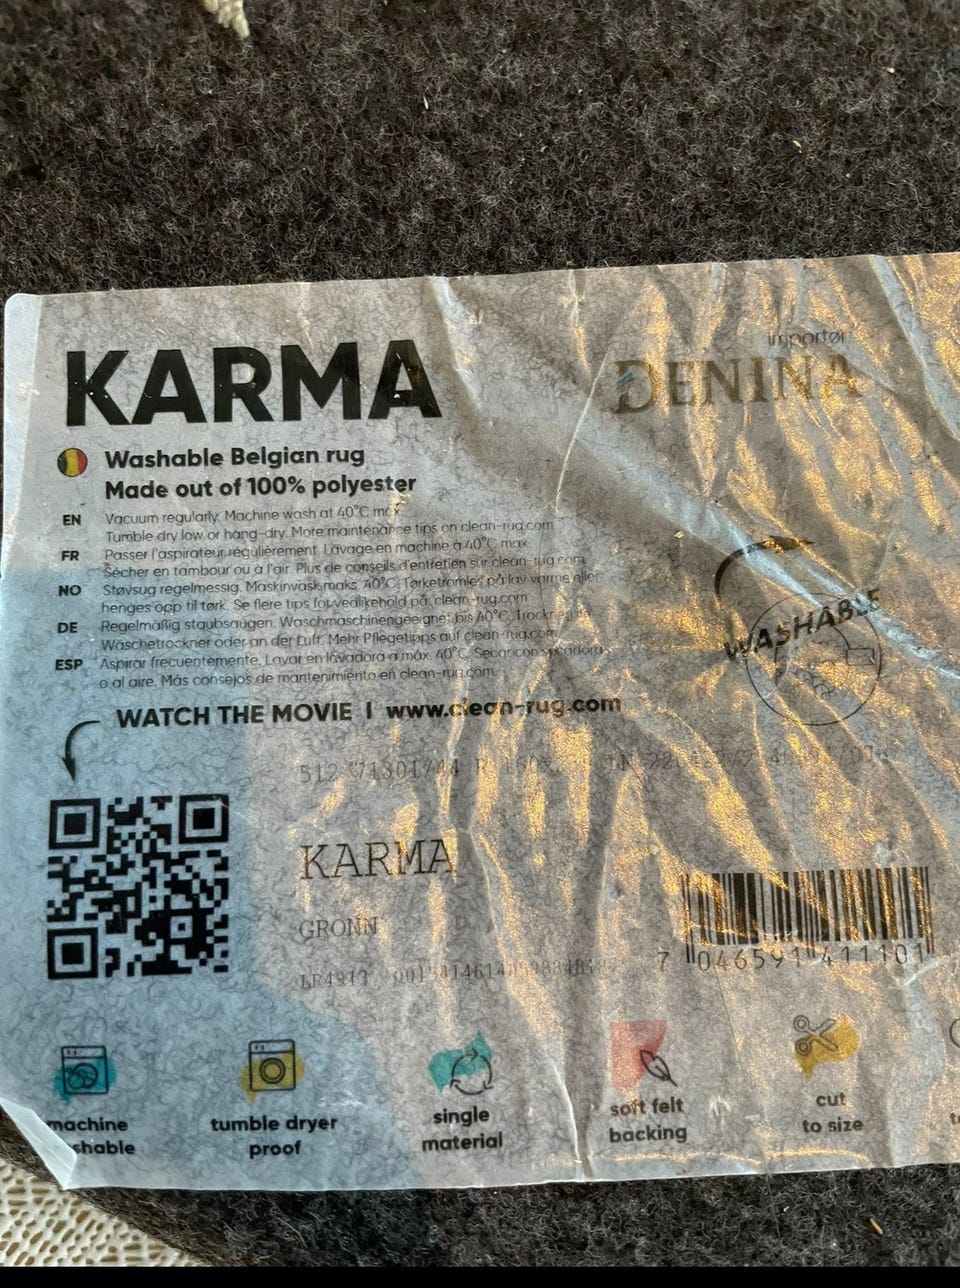 KARMA
importør
DENINA
Washable Belgian rug
Made out of 100% polyester
EN Vacuum regularly. Machine wash at 40°C max.
Tumble dry low or hang-dry. More maintenance tips on clean-rug.com
FR Passer l'aspirateur régulièrement. Lavage en machine à 40°C max.
Sécher en tambour ou à l'air. Plus de conseils d'entretien sur clean-rug.com
NO Støvsug regelmessig. Maskinvask maks. 40°C. Tørketromles på lav varme eller
henges opp til tørk. Se flere tips for vedlikehold på: clean-rug.com
DE Regelmäßig staubsaugen. Waschmaschinengeeignet bis 40°C. Trocknen im
Wäschetrockner oder an der Luft. Mehr Pflegetipps auf clean-rug.com
ESP Aspirar frecuentemente. Lavar en lavadora a máx. 40°C. Secar con secadora
o al aire. Más consejos de mantenimiento en clean-rug.com.
WASHABLE
WATCH THE MOVIE | www.clean-rug.com
512
KARMA
GRONN
7 046591 411101
machine
washable
tumble dryer
proof
single
material
soft felt
backing
cut
to size